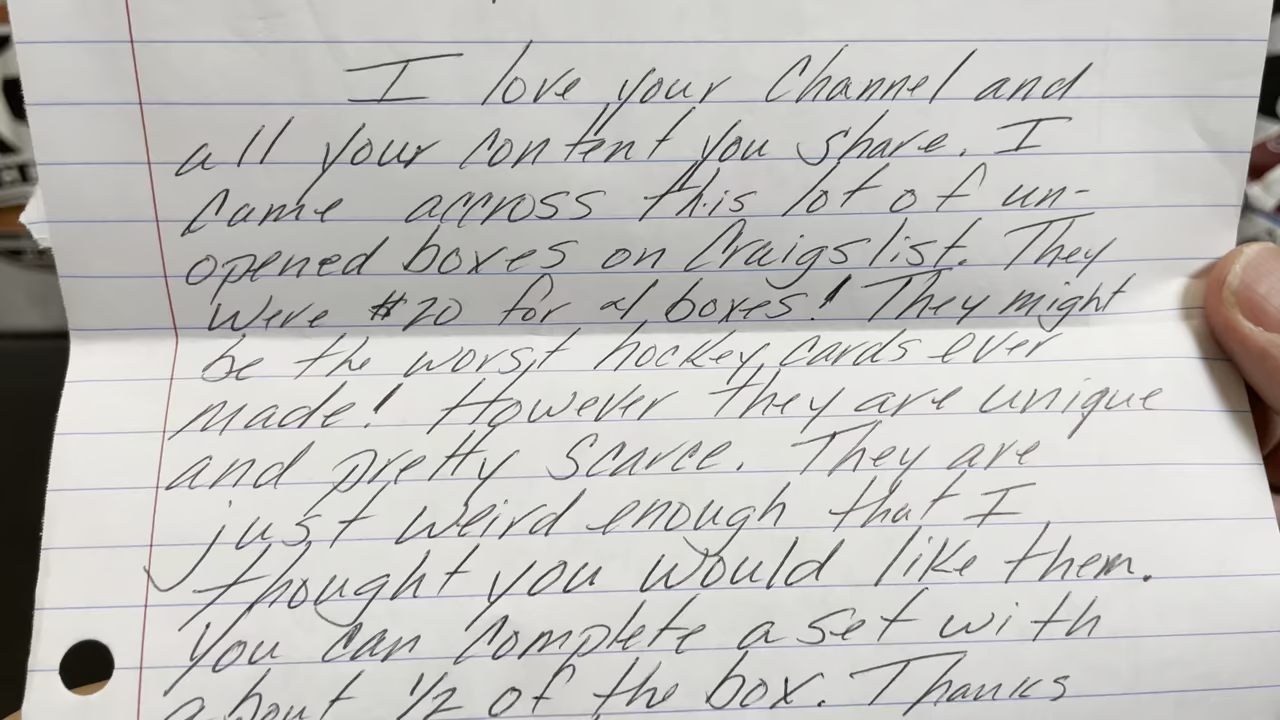 I love your Channel and
all your content you share. I
came accross this lot of un-
opened boxes on Craigslist. They
were $20 for 4 boxes! They might
be the worst hockey cards ever
made! However they are unique
and pretty scarce. They are
just weird enough that I
thought you would like them.
You can complete a set with
about 1/2 of the box. Thanks